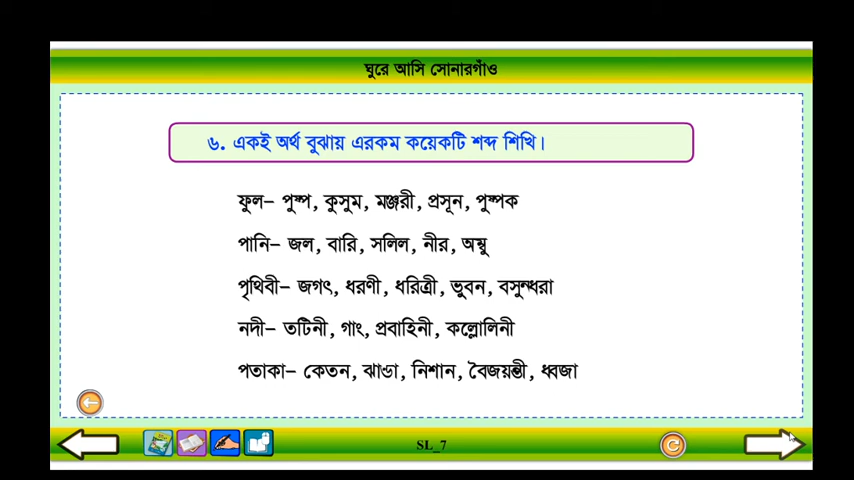 ঘুরে আসি সোনারগাঁও
৬. একই অর্থ বুঝায় এরকম কয়েকটি শব্দ শিখি।
ফুল– পুষ্প, কুসুম, মঞ্জরী, প্রসূন, পুষ্পক
পানি– জল, বারি, সলিল, নীর, অম্বু
পৃথিবী– জগৎ, ধরণী, ধরিত্রী, ভুবন, বসুন্ধরা
নদী– তটিনী, গাং, প্রবাহিনী, কল্লোলিনী
পতাকা– কেতন, ঝাণ্ডা, নিশান, বৈজয়ন্তী, ধ্বজা
SL_7